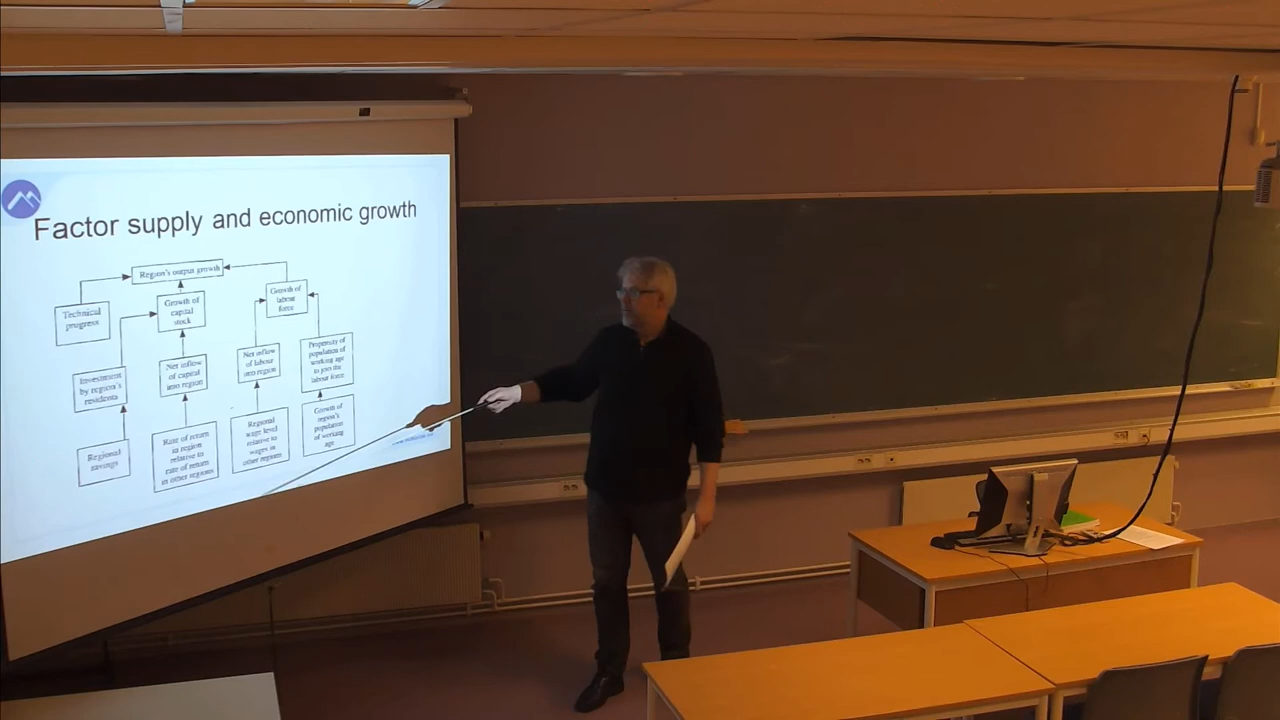 Factor supply and economic growth
Region's output growth
Technical
progress
Growth of
capital
stock
Growth of
labour
force
Investment
by region's
residents
Net inflow
of capital
into region
Net inflow
of labour
into region
Propensity of
population of
working age
to join the
labour force
Regional
savings
Rate of return
in region
relative to
rate of return
in other regions
Regional
wage level
relative to
wages in
other regions
Growth of
region's
population
of working
age